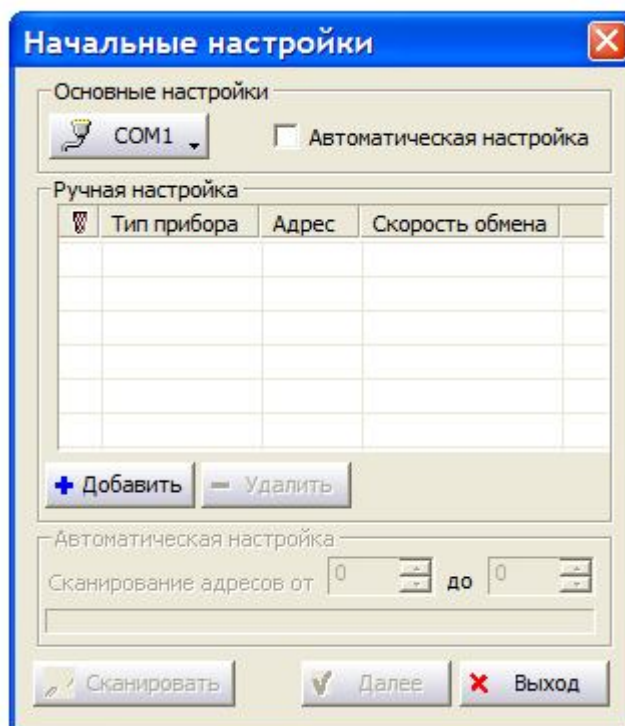 Начальные настройки
Основные настройки
COM1
Автоматическая настройка
Ручная настройка
Тип прибора Адрес Скорость обмена
Добавить Удалить
Автоматическая настройка
Сканирование адресов от 0 до 0
Сканировать Далее Выход